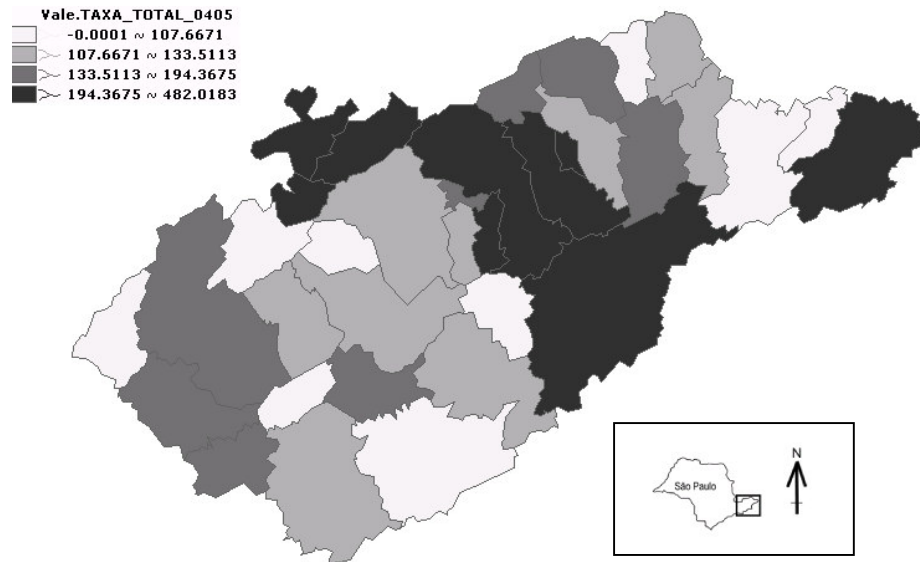 Vale.TAXA_TOTAL_0405
-0.0001 ~ 107.6671
107.6671 ~ 133.5113
133.5113 ~ 194.3675
194.3675 ~ 482.0183
N
São Paulo